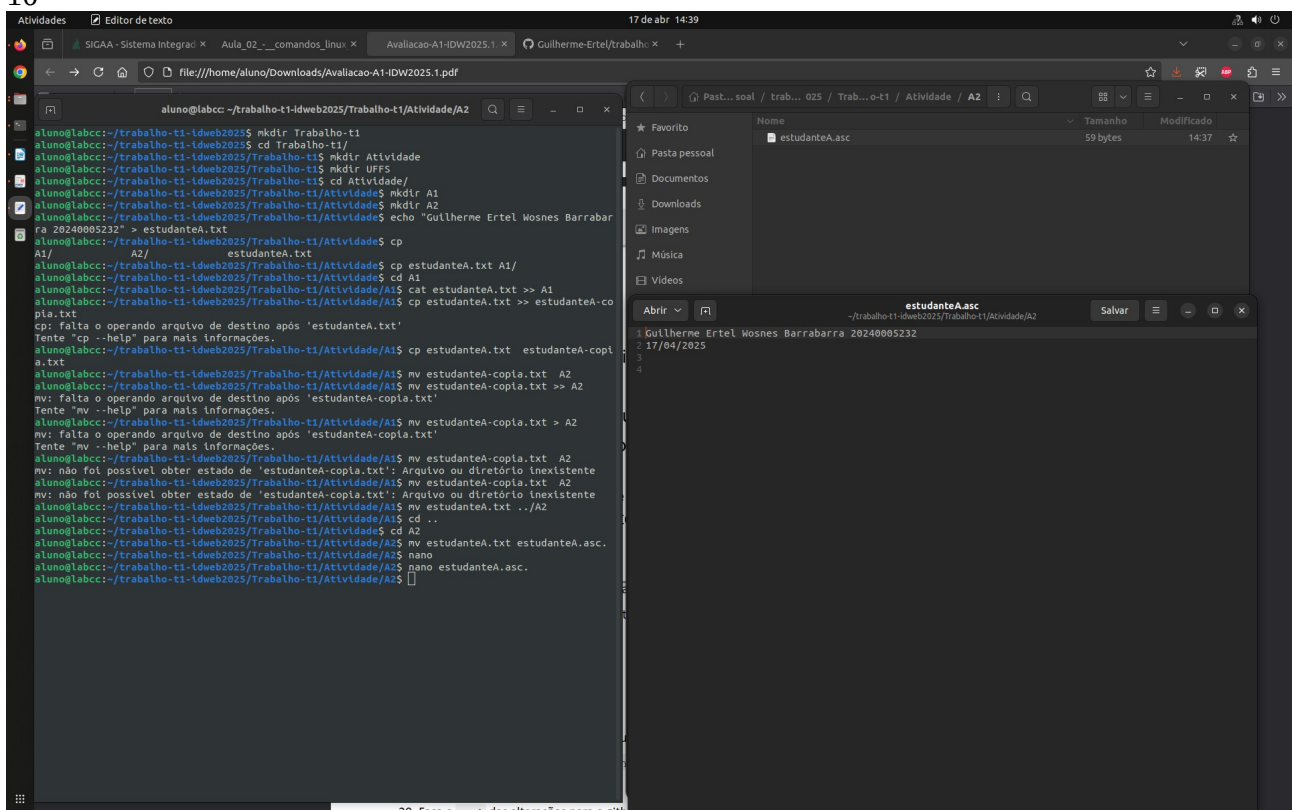 Atividades Editor de texto 17 de abr 14:39
SIGAA - Sistema Integrad × Aula_02_-__comandos_linux × Avaliacao-A1-IDW2025.1. × Guilherme-Ertel/trabalho × +
file:///home/aluno/Downloads/Avaliacao-A1-IDW2025.1.pdf
aluno@labcc: ~/trabalho-t1-idweb2025/Trabalho-t1/Atividade/A2
aluno@labcc:~/trabalho-t1-idweb2025$ mkdir Trabalho-t1
aluno@labcc:~/trabalho-t1-idweb2025$ cd Trabalho-t1/
aluno@labcc:~/trabalho-t1-idweb2025/Trabalho-t1$ mkdir Atividade
aluno@labcc:~/trabalho-t1-idweb2025/Trabalho-t1$ mkdir UFFS
aluno@labcc:~/trabalho-t1-idweb2025/Trabalho-t1$ cd Atividade/
aluno@labcc:~/trabalho-t1-idweb2025/Trabalho-t1/Atividade$ mkdir A1
aluno@labcc:~/trabalho-t1-idweb2025/Trabalho-t1/Atividade$ mkdir A2
aluno@labcc:~/trabalho-t1-idweb2025/Trabalho-t1/Atividade$ echo "Guilherme Ertel Wosnes Barrabar
ra 20240005232" > estudanteA.txt
aluno@labcc:~/trabalho-t1-idweb2025/Trabalho-t1/Atividade$ cp
A1/ A2/ estudanteA.txt
aluno@labcc:~/trabalho-t1-idweb2025/Trabalho-t1/Atividade$ cp estudanteA.txt A1/
aluno@labcc:~/trabalho-t1-idweb2025/Trabalho-t1/Atividade$ cd A1
aluno@labcc:~/trabalho-t1-idweb2025/Trabalho-t1/Atividade/A1$ cat estudanteA.txt >> A1
aluno@labcc:~/trabalho-t1-idweb2025/Trabalho-t1/Atividade/A1$ cp estudanteA.txt >> estudanteA-co
pia.txt
cp: falta o operando arquivo de destino após 'estudanteA.txt'
Tente "cp --help" para mais informações.
aluno@labcc:~/trabalho-t1-idweb2025/Trabalho-t1/Atividade/A1$ cp estudanteA.txt  estudanteA-copi
a.txt
aluno@labcc:~/trabalho-t1-idweb2025/Trabalho-t1/Atividade/A1$ mv estudanteA-copia.txt  A2
aluno@labcc:~/trabalho-t1-idweb2025/Trabalho-t1/Atividade/A1$ mv estudanteA-copia.txt >> A2
mv: falta o operando arquivo de destino após 'estudanteA-copia.txt'
Tente "mv --help" para mais informações.
aluno@labcc:~/trabalho-t1-idweb2025/Trabalho-t1/Atividade/A1$ mv estudanteA-copia.txt > A2
mv: falta o operando arquivo de destino após 'estudanteA-copia.txt'
Tente "mv --help" para mais informações.
aluno@labcc:~/trabalho-t1-idweb2025/Trabalho-t1/Atividade/A1$ mv estudanteA-copia.txt  A2
mv: não foi possível obter estado de 'estudanteA-copia.txt': Arquivo ou diretório inexistente
aluno@labcc:~/trabalho-t1-idweb2025/Trabalho-t1/Atividade/A1$ mv estudanteA-copia.txt  A2
mv: não foi possível obter estado de 'estudanteA-copia.txt': Arquivo ou diretório inexistente
aluno@labcc:~/trabalho-t1-idweb2025/Trabalho-t1/Atividade/A1$ mv estudanteA.txt ../A2
aluno@labcc:~/trabalho-t1-idweb2025/Trabalho-t1/Atividade/A1$ cd ..
aluno@labcc:~/trabalho-t1-idweb2025/Trabalho-t1/Atividade$ cd A2
aluno@labcc:~/trabalho-t1-idweb2025/Trabalho-t1/Atividade/A2$ mv estudanteA.txt estudanteA.asc.
aluno@labcc:~/trabalho-t1-idweb2025/Trabalho-t1/Atividade/A2$ nano
aluno@labcc:~/trabalho-t1-idweb2025/Trabalho-t1/Atividade/A2$ nano estudanteA.asc.
aluno@labcc:~/trabalho-t1-idweb2025/Trabalho-t1/Atividade/A2$
Past... soal / trab... 025 / Trab...o-t1 / Atividade / A2
Nome Tamanho Modificado
estudanteA.asc 59 bytes 14:37
Favorito
Pasta pessoal
Documentos
Downloads
Imagens
Música
Vídeos
Abrir estudanteA.asc Salvar
~/trabalho-t1-idweb2025/Trabalho-t1/Atividade/A2
1 Guilherme Ertel Wosnes Barrabarra 20240005232
2 17/04/2025
3
4